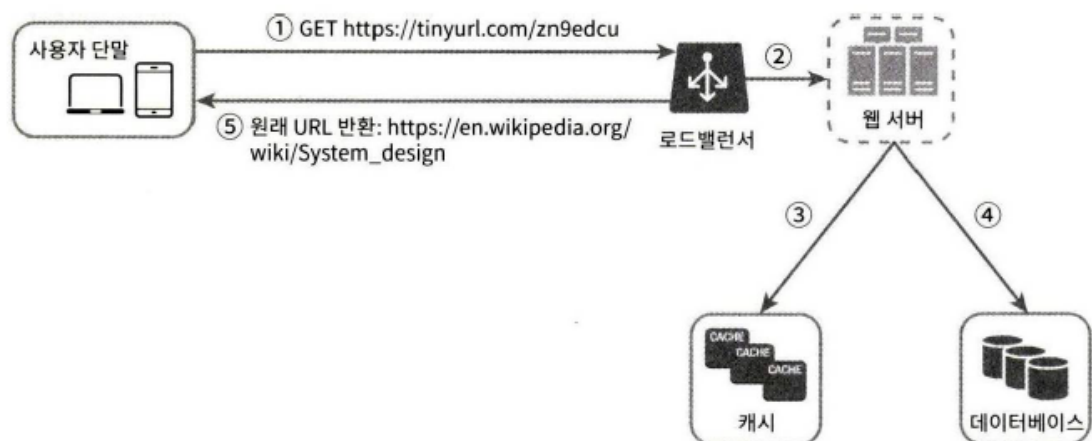 사용자 단말
① GET https://tinyurl.com/zn9edcu
②
웹 서버
로드밸런서
⑤ 원래 URL 반환: https://en.wikipedia.org/
wiki/System_design
③
④
CACHE
CACHE
CACHE
캐시
데이터베이스